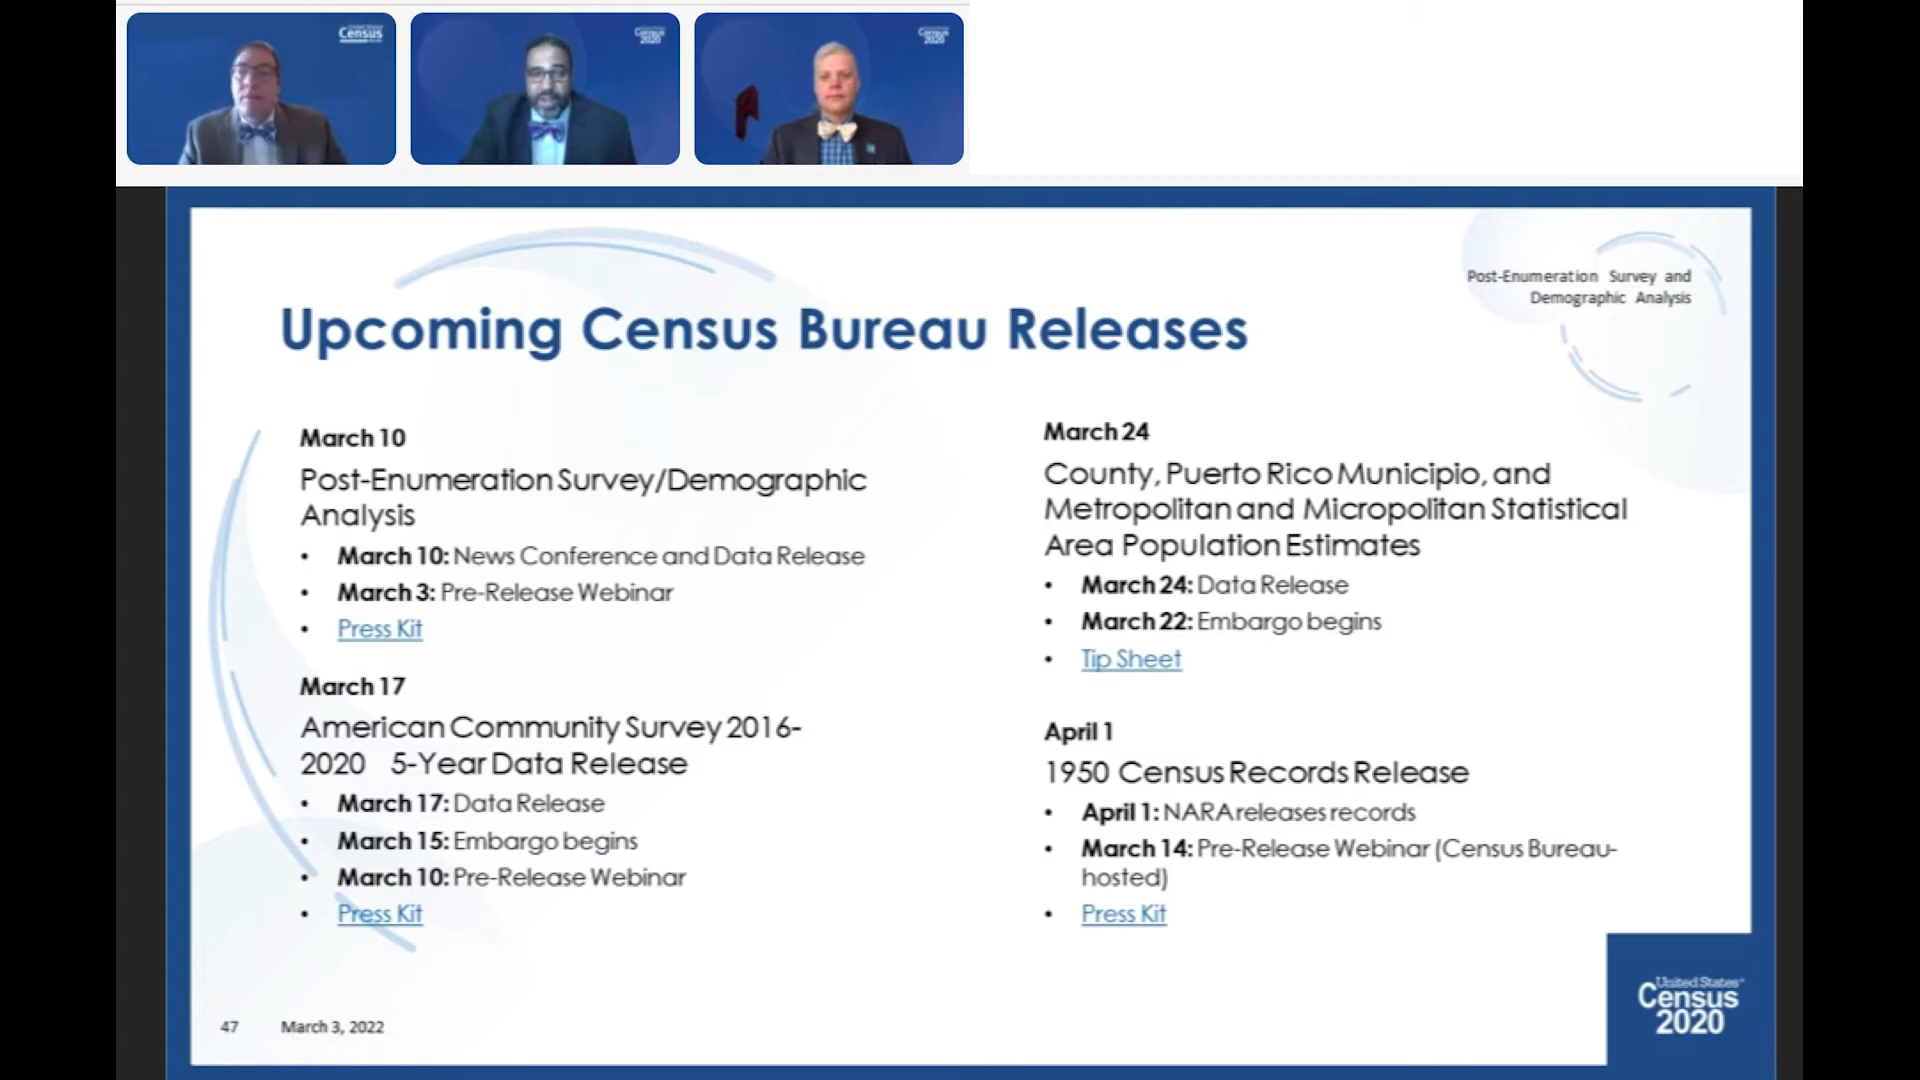 Census
Census
2020
Census
2020
Post-Enumeration Survey and
Demographic Analysis
Upcoming Census Bureau Releases
March 10
Post-Enumeration Survey/Demographic
Analysis
• March 10: News Conference and Data Release
• March 3: Pre-Release Webinar
• Press Kit
March 17
American Community Survey 2016-
2020 5-Year Data Release
• March 17: Data Release
• March 15: Embargo begins
• March 10: Pre-Release Webinar
• Press Kit
March 24
County, Puerto Rico Municipio, and
Metropolitan and Micropolitan Statistical
Area Population Estimates
• March 24: Data Release
• March 22: Embargo begins
• Tip Sheet
April 1
1950 Census Records Release
• April 1: NARA releases records
• March 14: Pre-Release Webinar (Census Bureau-
hosted)
• Press Kit
47 March 3, 2022
United States®
Census
2020